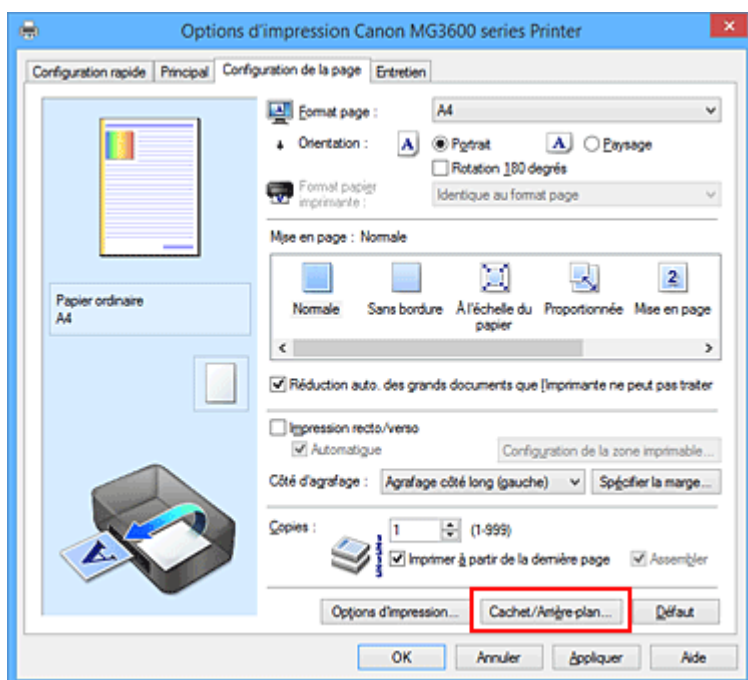 Options d'impression Canon MG3600 series Printer
Configuration rapide
Principal
Configuration de la page
Entretien
Format page :
A4
Orientation :
A
Portrait
A
Paysage
Rotation 180 degrés
Format papier
imprimante :
Identique au format page
Mise en page : Normale
Papier ordinaire
A4
2
Normale
Sans bordure
À l'échelle du
papier
Proportionnée
Mise en page
Réduction auto. des grands documents que l'imprimante ne peut pas traiter
Impression recto/verso
Automatique
Configuration de la zone imprimable...
Côté d'agrafage :
Agrafage côté long (gauche)
Spécifier la marge...
Copies :
1
(1-999)
Imprimer à partir de la dernière page
Assembler
A
Options d'impression...
Cachet/Arrière-plan...
Défaut
OK
Annuler
Appliquer
Aide